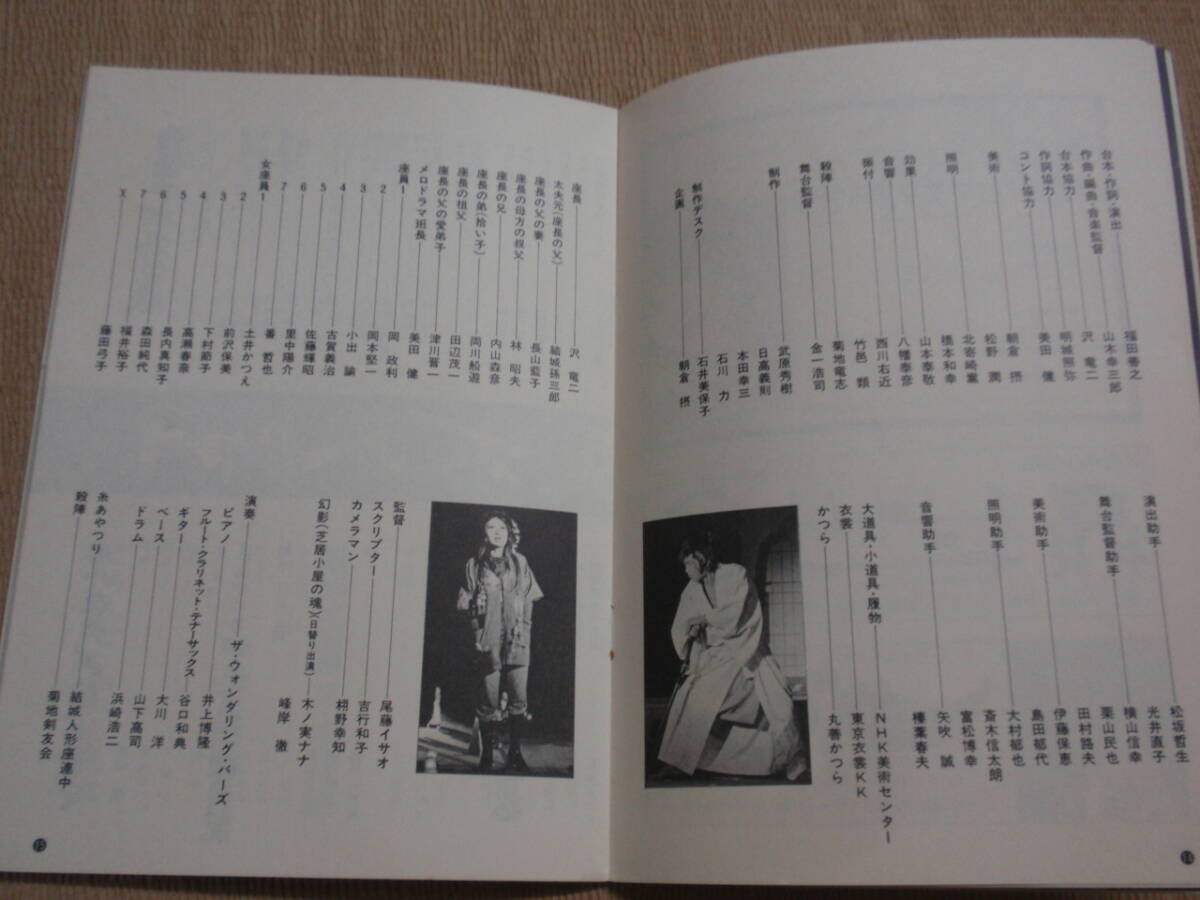 台本・作詞・演出――福田善之
作曲・編曲・音楽監督――山本幸三郎
沢 竜二
台本協力――明城照弥
作詞協力――美田 健
コント協力
美術――朝倉 摂
松野 潤
照明――北寄崎薫
橋本和幸
効果――山本泰敬
音響――八幡泰彦
振付――西川右近
竹邑 類
殺陣――菊地竜志
舞台監督――金一浩司
制作――武原秀樹
日高義則
本田幸三
石川 力
制作デスク――石井美保子
企画――朝倉 摂
演出助手――松坂哲生
光井直子
横山信幸
舞台監督助手――栗山民也
田村路夫
美術助手――伊藤保恵
島田郁代
大村郁也
照明助手――斎木信太朗
富松博幸
矢吹 誠
音響助手――榛葉春夫
大道具・小道具・履物――NHK美術センター
衣裳――東京衣裳KK
かつら――丸善かつら
14
座長――沢 竜二
太夫元(座長の父)――結城孫三郎
座長の父の妻――長山藍子
座長の母方の叔父――林 昭夫
座長の兄――内山森彦
座長の弟(拾い子)――岡川船遊
座長の祖父――田辺茂一
座長の父の愛弟子――津川晋一
メロドラマ班長――美田 健
座員1――岡 政利
2――岡本堅二
3――小出 諭
4――古賀義治
5――佐藤輝昭
6――里中陽介
7――番 哲也
女座員1――土井かつえ
2――前沢保美
3――下村節子
4――高瀬春奈
5――長内真知子
6――森田純代
7――福井裕子
X――藤田弓子
監督――尾藤イサオ
スクリプター――吉行和子
カメラマン――栩野幸知
幻影(芝居小屋の魂)(日替り出演)――木ノ実ナナ
峰岸 徹
演奏――ザ・ウォンダリング・バーズ
ピアノ――井上博隆
フルート・クラリネット・テナーサックス――谷口和典
ギター――大川 洋
ベース――山下高司
ドラム――浜崎浩二
糸あやつり――結城人形座連中
殺陣――菊地剣友会
15